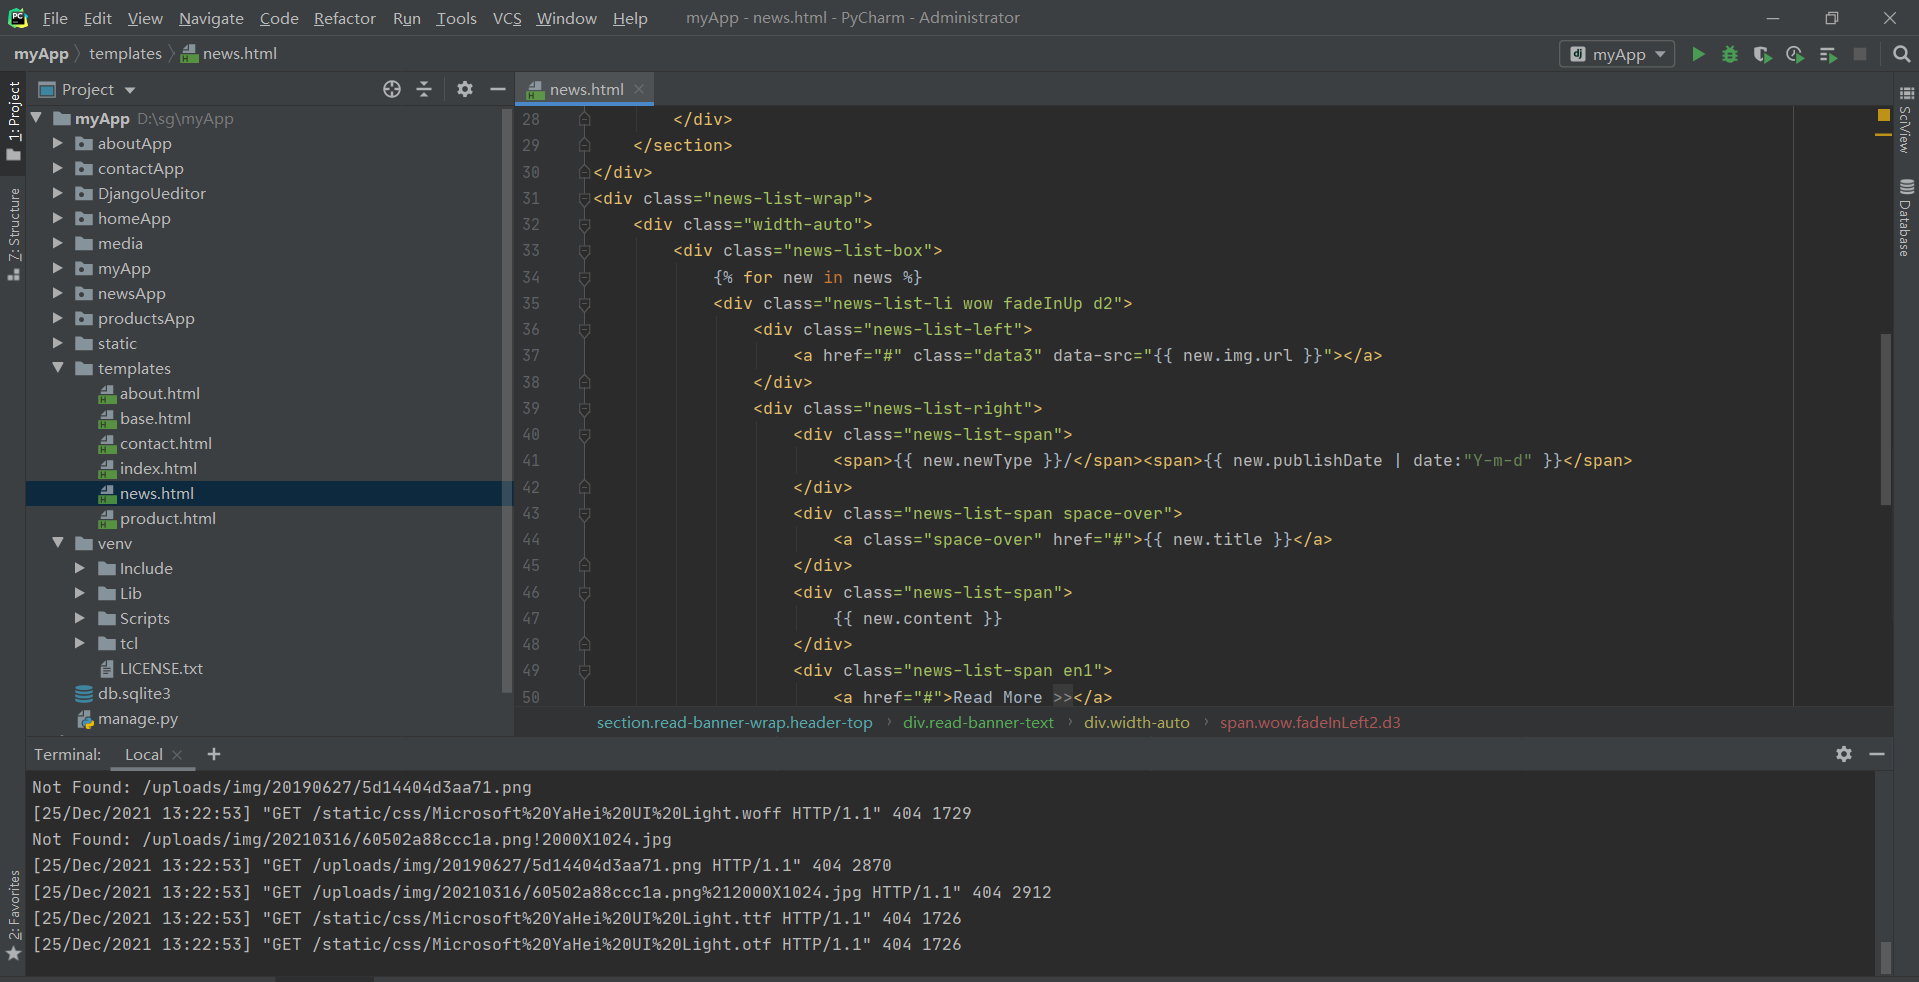 File Edit View Navigate Code Refactor Run Tools VCS Window Help myApp - news.html - PyCharm - Administrator
myApp templates news.html myApp
1: Project
7: Structure
2: Favorites
Project
myApp D:\sg\myApp
aboutApp
contactApp
DjangoUeditor
homeApp
media
myApp
newsApp
productsApp
static
templates
about.html
base.html
contact.html
index.html
news.html
product.html
venv
Include
Lib
Scripts
tcl
LICENSE.txt
db.sqlite3
manage.py
news.html
28 </div>
29 </section>
30 </div>
31 <div class="news-list-wrap">
32 <div class="width-auto">
33 <div class="news-list-box">
34 {% for new in news %}
35 <div class="news-list-li wow fadeInUp d2">
36 <div class="news-list-left">
37 <a href="#" class="data3" data-src="{{ new.img.url }}"></a>
38 </div>
39 <div class="news-list-right">
40 <div class="news-list-span">
41 <span>{{ new.newType }}/</span><span>{{ new.publishDate | date:"Y-m-d" }}</span>
42 </div>
43 <div class="news-list-span space-over">
44 <a class="space-over" href="#">{{ new.title }}</a>
45 </div>
46 <div class="news-list-span">
47 {{ new.content }}
48 </div>
49 <div class="news-list-span en1">
50 <a href="#">Read More >></a>
section.read-banner-wrap.header-top › div.read-banner-text › div.width-auto › span.wow.fadeInLeft2.d3
SciView
Database
Terminal: Local +
Not Found: /uploads/img/20190627/5d14404d3aa71.png
[25/Dec/2021 13:22:53] "GET /static/css/Microsoft%20YaHei%20UI%20Light.woff HTTP/1.1" 404 1729
Not Found: /uploads/img/20210316/60502a88ccc1a.png!2000X1024.jpg
[25/Dec/2021 13:22:53] "GET /uploads/img/20190627/5d14404d3aa71.png HTTP/1.1" 404 2870
[25/Dec/2021 13:22:53] "GET /uploads/img/20210316/60502a88ccc1a.png%212000X1024.jpg HTTP/1.1" 404 2912
[25/Dec/2021 13:22:53] "GET /static/css/Microsoft%20YaHei%20UI%20Light.ttf HTTP/1.1" 404 1726
[25/Dec/2021 13:22:53] "GET /static/css/Microsoft%20YaHei%20UI%20Light.otf HTTP/1.1" 404 1726